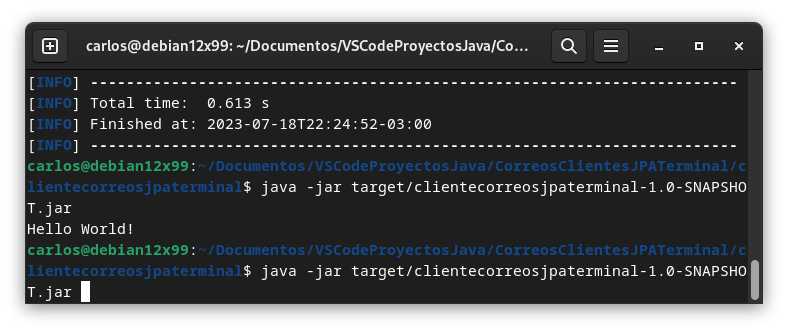 carlos@debian12x99: ~/Documentos/VSCodeProyectosJava/Co...
[INFO] ------------------------------------------------------------------------
[INFO] Total time:  0.613 s
[INFO] Finished at: 2023-07-18T22:24:52-03:00
[INFO] ------------------------------------------------------------------------
carlos@debian12x99:~/Documentos/VSCodeProyectosJava/CorreosClientesJPATerminal/c
lientecorreosjpaterminal$ java -jar target/clientecorreosjpaterminal-1.0-SNAPSHO
T.jar
Hello World!
carlos@debian12x99:~/Documentos/VSCodeProyectosJava/CorreosClientesJPATerminal/c
lientecorreosjpaterminal$ java -jar target/clientecorreosjpaterminal-1.0-SNAPSHO
T.jar